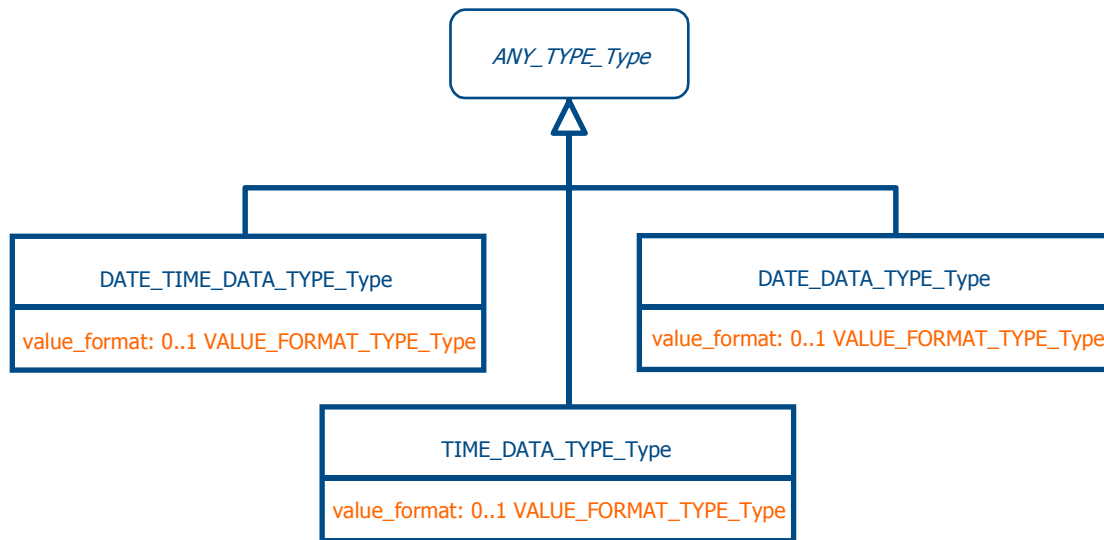 ANY_TYPE_Type
DATE_TIME_DATA_TYPE_Type
value_format: 0..1 VALUE_FORMAT_TYPE_Type
DATE_DATA_TYPE_Type
value_format: 0..1 VALUE_FORMAT_TYPE_Type
TIME_DATA_TYPE_Type
value_format: 0..1 VALUE_FORMAT_TYPE_Type